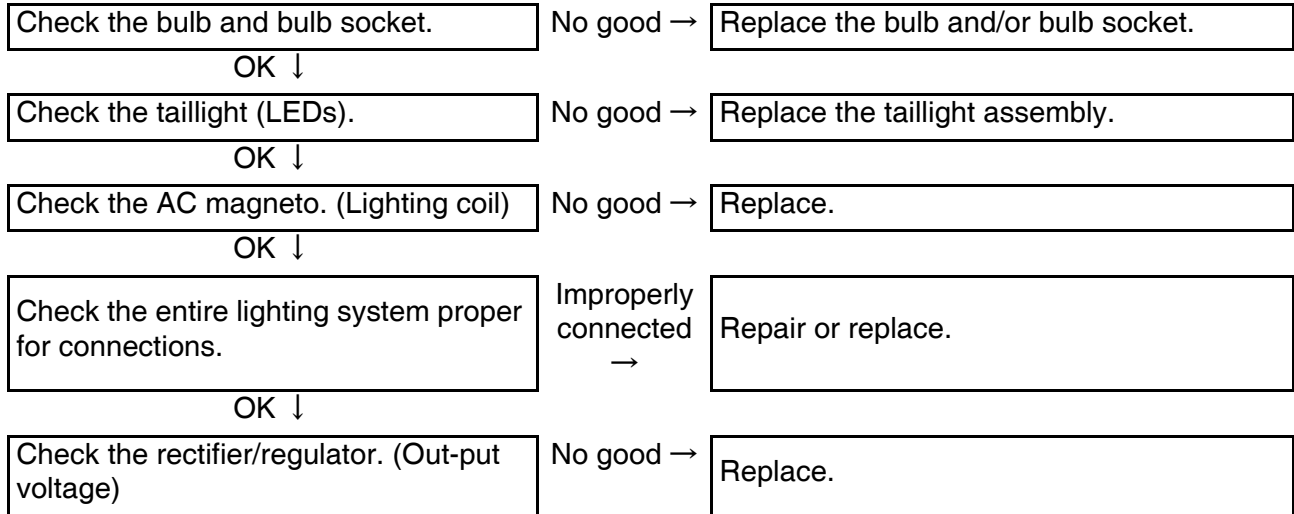 Check the bulb and bulb socket. No good → Replace the bulb and/or bulb socket.
OK ↓
Check the taillight (LEDs). No good → Replace the taillight assembly.
OK ↓
Check the AC magneto. (Lighting coil) No good → Replace.
OK ↓
Check the entire lighting system proper
for connections.
Improperly
connected
→
Repair or replace.
OK ↓
Check the rectifier/regulator. (Out-put
voltage)
No good →
Replace.